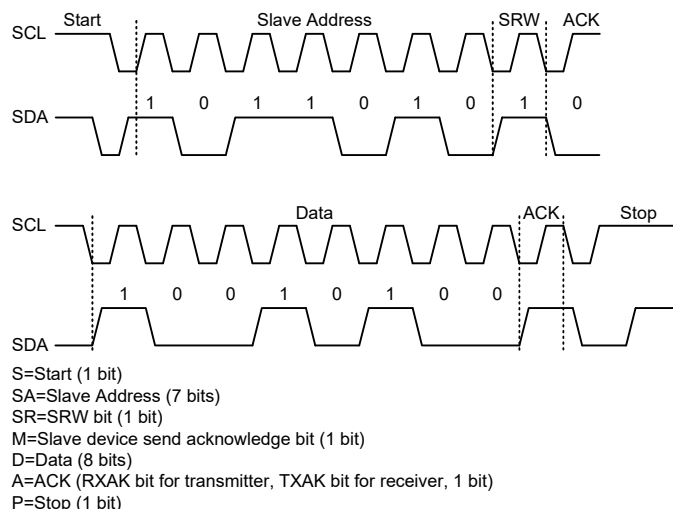 Start Slave Address SRW ACK
SCL
1 0 1 1 0 1 0 1 0
SDA
Data ACK Stop
SCL
1 0 0 1 0 1 0 0
SDA
S=Start (1 bit)
SA=Slave Address (7 bits)
SR=SRW bit (1 bit)
M=Slave device send acknowledge bit (1 bit)
D=Data (8 bits)
A=ACK (RXAK bit for transmitter, TXAK bit for receiver, 1 bit)
P=Stop (1 bit)